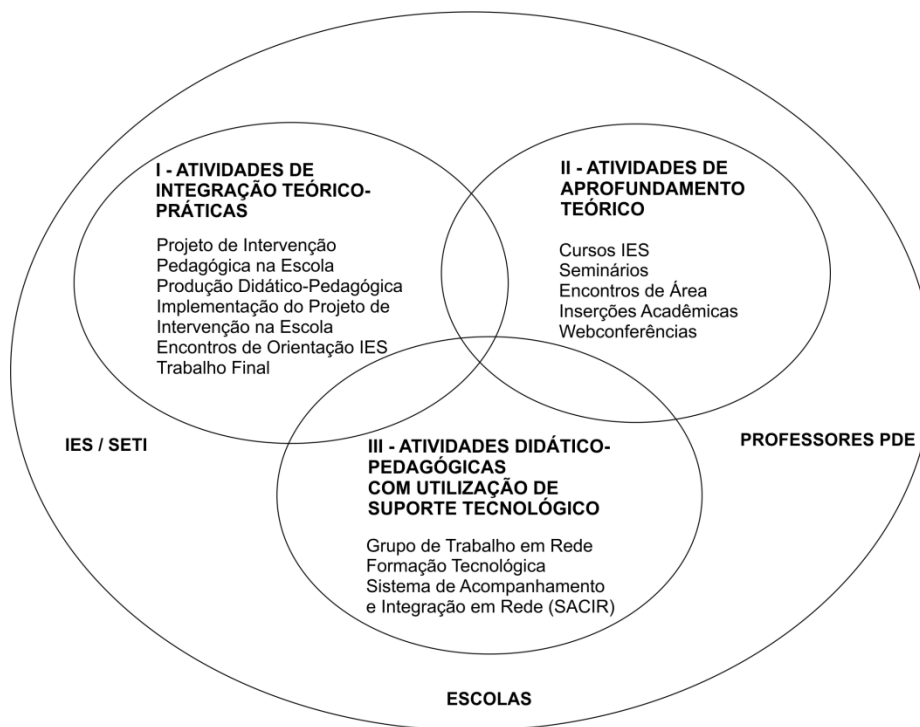 I - ATIVIDADES DE
INTEGRAÇÃO TEÓRICO-
PRÁTICAS
Projeto de Intervenção
Pedagógica na Escola
Produção Didático-Pedagógica
Implementação do Projeto de
Intervenção na Escola
Encontros de Orientação IES
Trabalho Final
II - ATIVIDADES DE
APROFUNDAMENTO
TEÓRICO
Cursos IES
Seminários
Encontros de Área
Inserções Acadêmicas
Webconferências
IES / SETI
PROFESSORES PDE
III - ATIVIDADES DIDÁTICO-
PEDAGÓGICAS
COM UTILIZAÇÃO DE
SUPORTE TECNOLÓGICO
Grupo de Trabalho em Rede
Formação Tecnológica
Sistema de Acompanhamento
e Integração em Rede (SACIR)
ESCOLAS